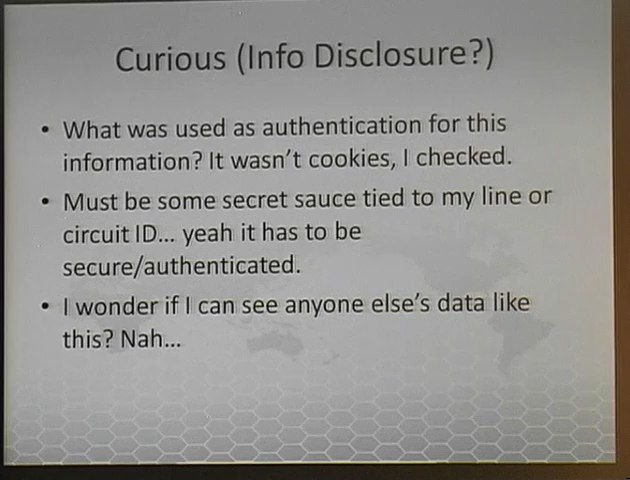 Curious (Info Disclosure?)
• What was used as authentication for this
information? It wasn't cookies, I checked.
• Must be some secret sauce tied to my line or
circuit ID... yeah it has to be
secure/authenticated.
• I wonder if I can see anyone else's data like
this? Nah...